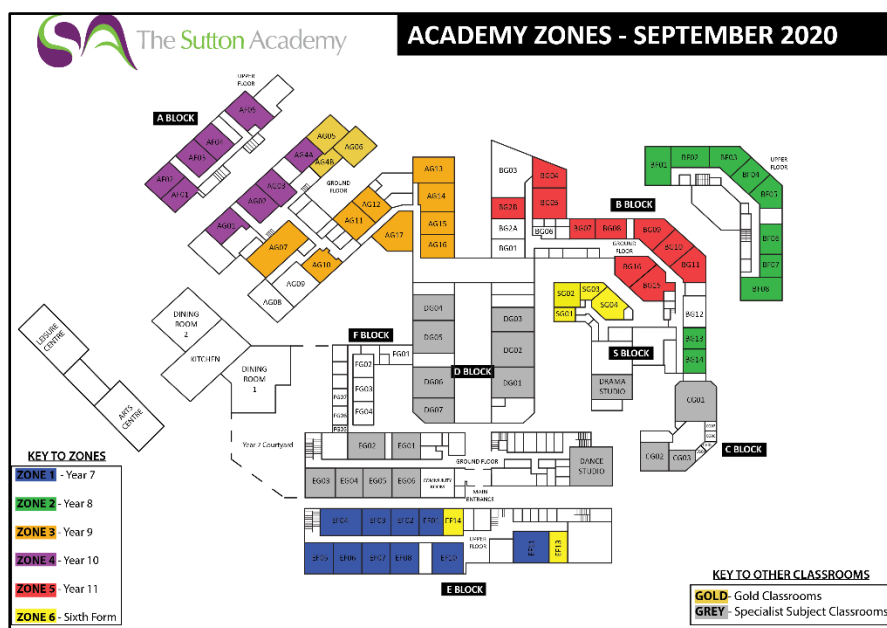 The Sutton Academy
ACADEMY ZONES - SEPTEMBER 2020
UPPER
FLOOR
A BLOCK
AF05
AF04
AF03
AF02
AF01
AG05
AG06
AG4A
AG4B
AG02
AG01
GROUND
FLOOR
AG13
AG14
AG15
AG16
AG12
AG11
AG17
AG07
AG10
AG09
AG08
BG03
BG04
BG2B
BG2A
BG01
BG06
BG07
BG08
B BLOCK
BG09
BG10
BG11
GROUND
FLOOR
BG16
BG15
BG12
BG13
BG14
BF01
BF02
BF03
BF04
BF05
UPPER
FLOOR
BF06
BF07
BF08
SG02
SG03
SG01
SG04
S BLOCK
DRAMA
STUDIO
CG01
CG02
CG03
C BLOCK
DINING
ROOM
2
KITCHEN
DINING
ROOM
1
LEISURE
CENTRE
ARTS
CENTRE
F BLOCK
FG01
FG02
FG03
FG04
DG04
DG05
DG06
DG07
DG03
DG02
DG01
D BLOCK
Year 7 Courtyard
EG02
EG01
GROUND FLOOR
DANCE
STUDIO
EG03
EG04
EG05
EG06
COMMUNITY
ROOM
MAIN
ENTRANCE
EF04
EF03
EF02
EF14
EF05
EF06
EF07
EF08
EF10
UPPER
FLOOR
EF11
EF13
E BLOCK
KEY TO ZONES
ZONE 1 - Year 7
ZONE 2 - Year 8
ZONE 3 - Year 9
ZONE 4 - Year 10
ZONE 5 - Year 11
ZONE 6 - Sixth Form
KEY TO OTHER CLASSROOMS
GOLD - Gold Classrooms
GREY - Specialist Subject Classrooms